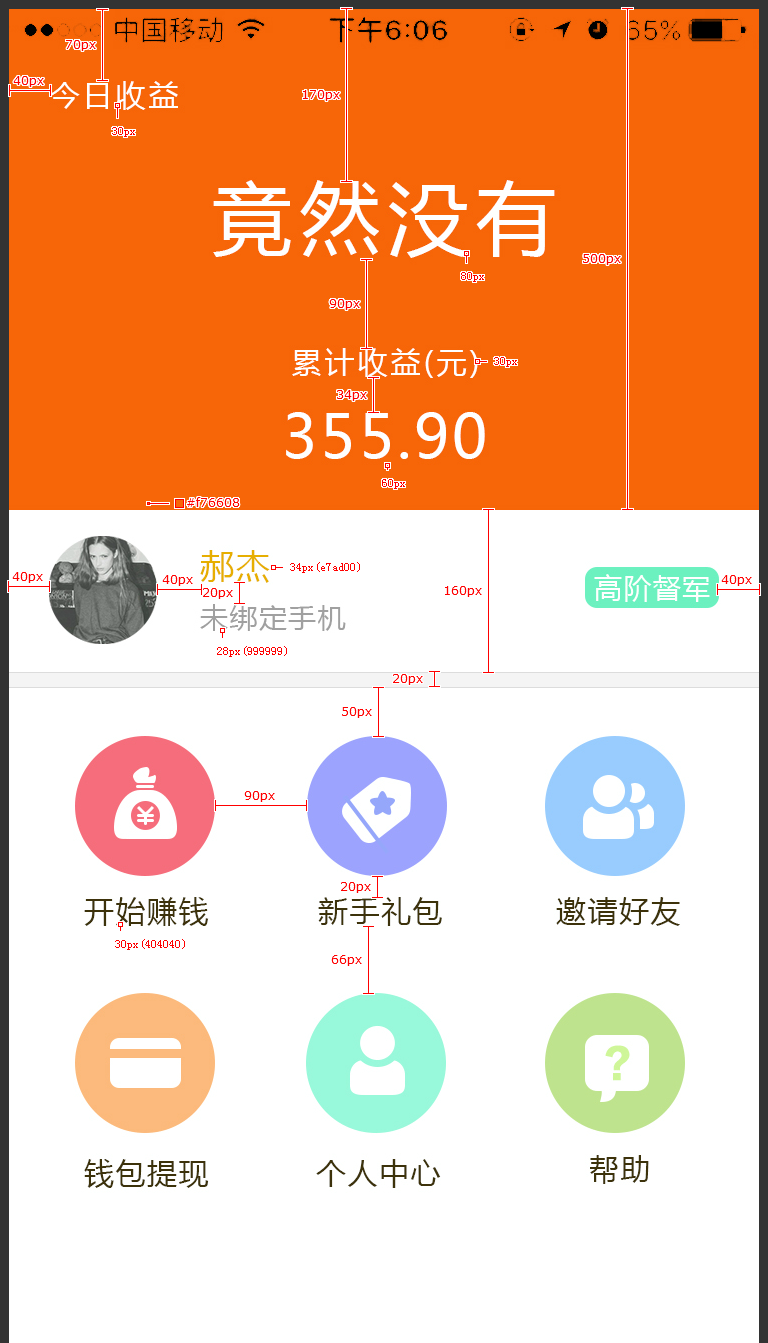 中国移动 下午6:06 65%
70px
40px
今日收益
170px
30px
竟然没有
500px
80px
90px
累计收益(元) 30px
34px
355.90
60px
#f76608
40px
40px
郝杰 34px(e7ad00)
20px
160px
高阶督军
40px
未绑定手机
28px(999999)
20px
50px
90px
20px
开始赚钱 新手礼包 邀请好友
30px(404040)
66px
钱包提现 个人中心 帮助